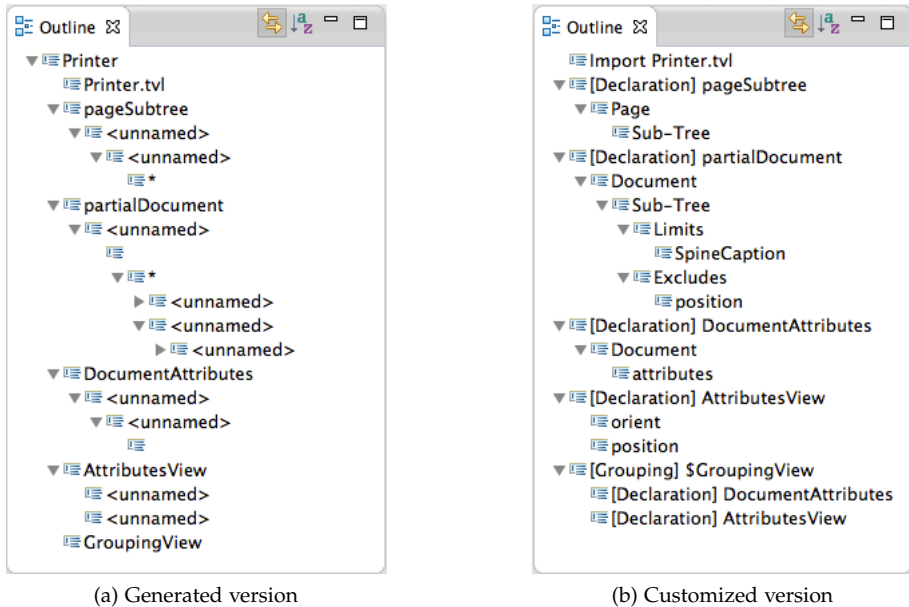 Outline
Printer
Printer.tvl
pageSubtree
<unnamed>
<unnamed>
*
partialDocument
<unnamed>
*
<unnamed>
<unnamed>
<unnamed>
DocumentAttributes
<unnamed>
<unnamed>
AttributesView
<unnamed>
<unnamed>
GroupingView
(a) Generated version
Outline
Import Printer.tvl
[Declaration] pageSubtree
Page
Sub-Tree
[Declaration] partialDocument
Document
Sub-Tree
Limits
SpineCaption
Excludes
position
[Declaration] DocumentAttributes
Document
attributes
[Declaration] AttributesView
orient
position
[Grouping] $GroupingView
[Declaration] DocumentAttributes
[Declaration] AttributesView
(b) Customized version